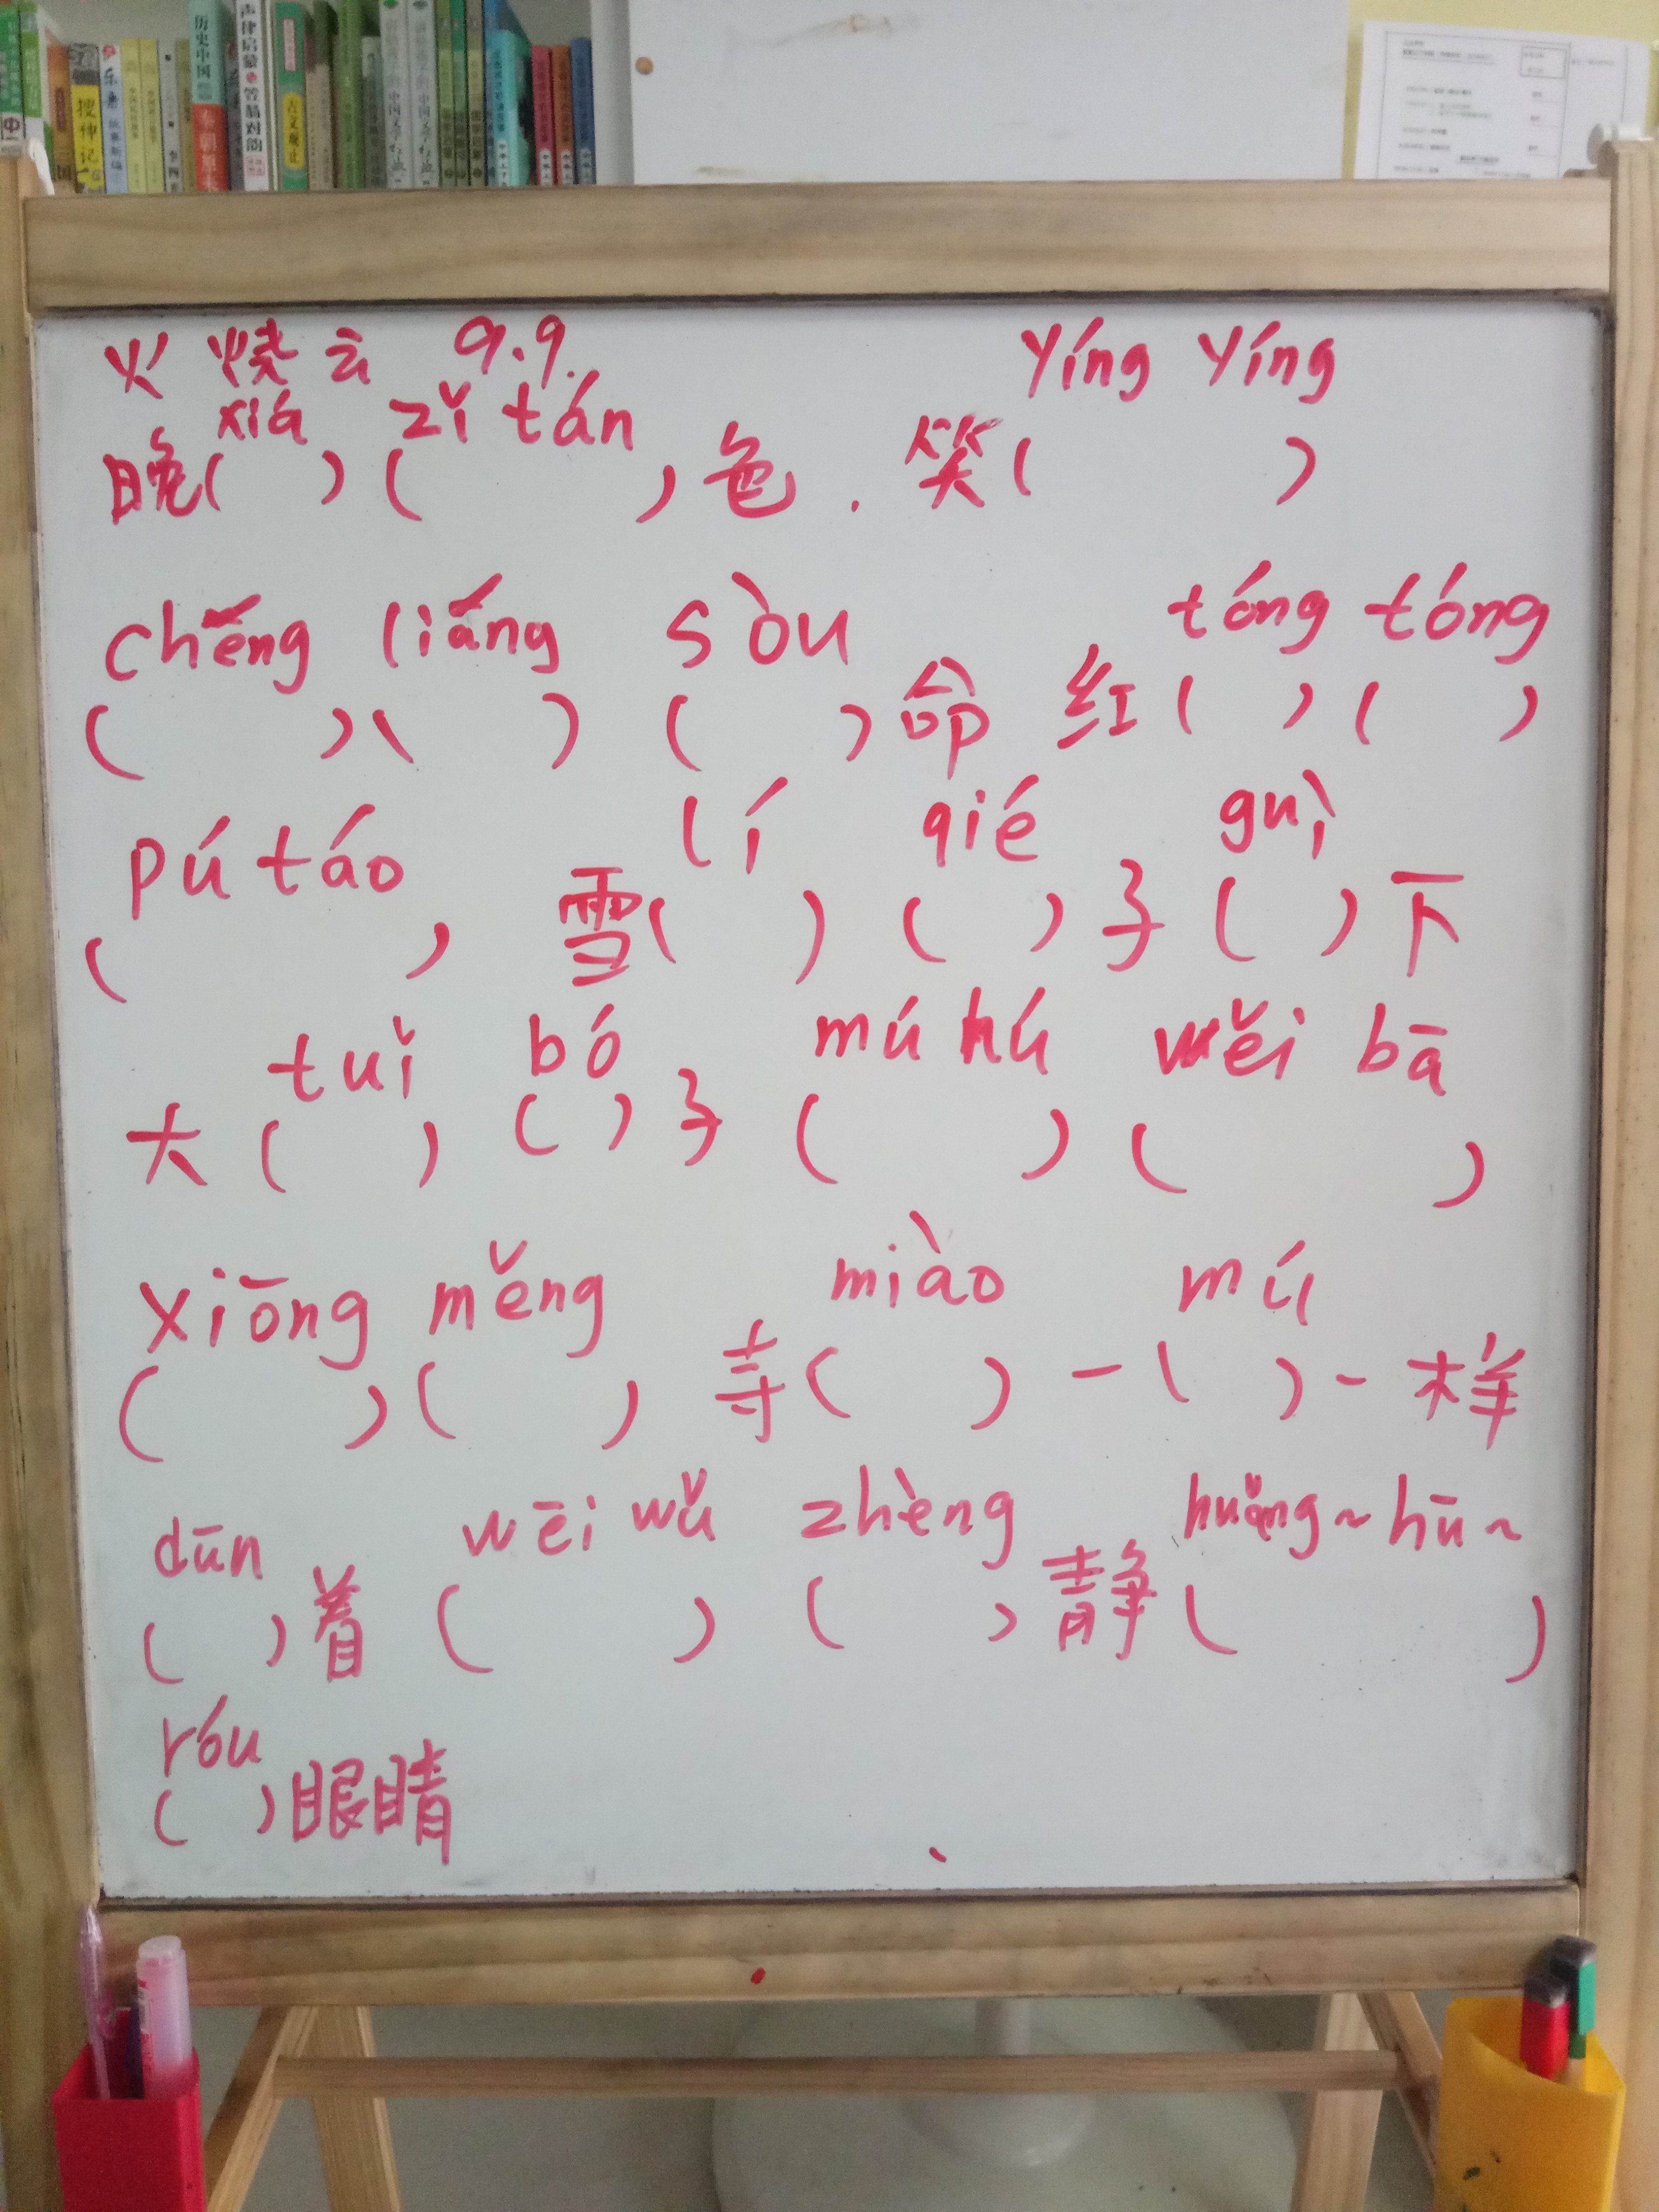 搜神记
历史中国
声律启蒙
笠翁对韵
古文观止
火烧云 9.9.
yíng yíng
xiá zǐ tán
晚( )( )色. 笑( )
chéng liáng sòu tóng tóng
( )( ) ( )命 红( )( )
pú táo lí qié guì
( ) 雪( ) ( )子 ( )下
tuǐ bó mú hú wěi bā
大( ) ( )子 ( ) ( )
xiōng měng miào mú
( )( ) 寺( ) 一( )一样
dūn wēi wǔ zhèng huǎng~hū~
( )着 ( ) ( )静 ( )
róu
( )眼睛